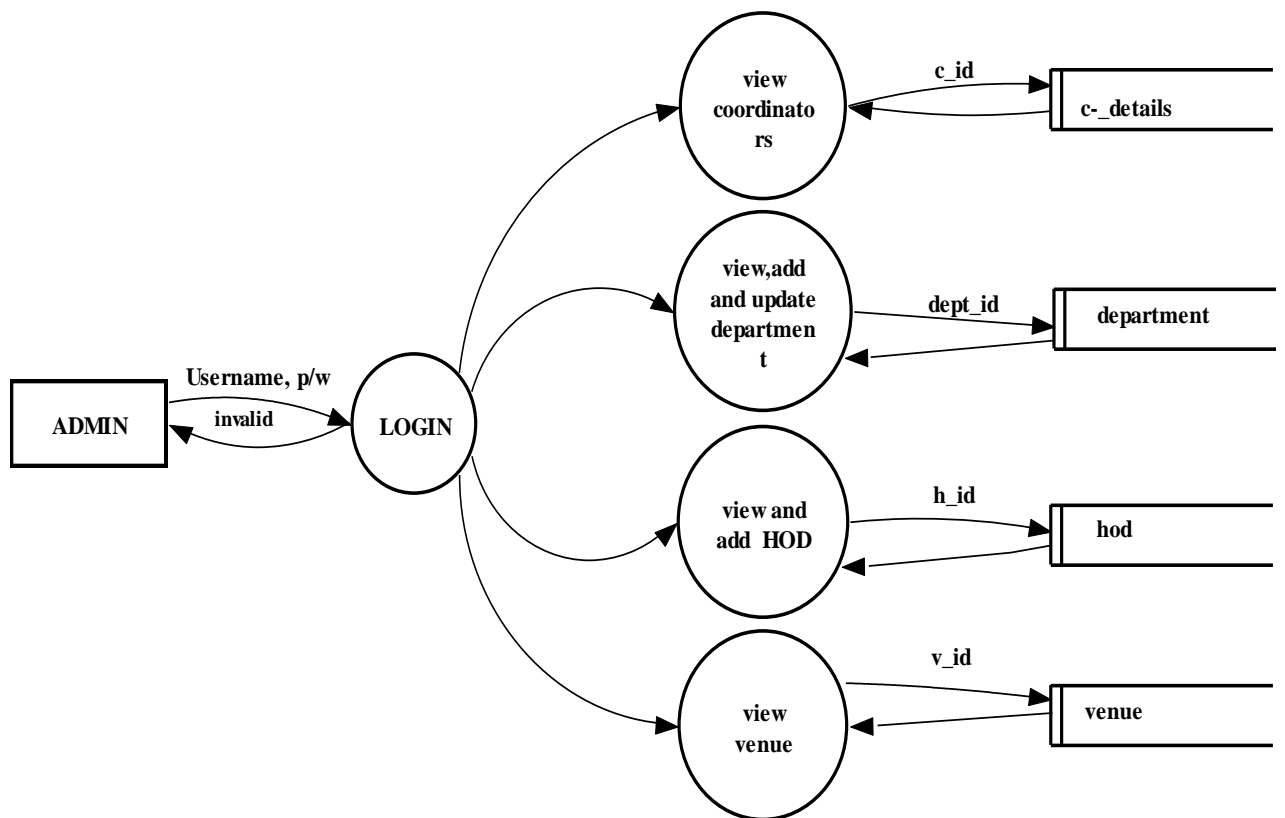 view
coordinato
rs
c_id
c-_details
view,add
and update
departmen
t
dept_id
department
Username, p/w
invalid
ADMIN
LOGIN
view and
add HOD
h_id
hod
view
venue
v_id
venue